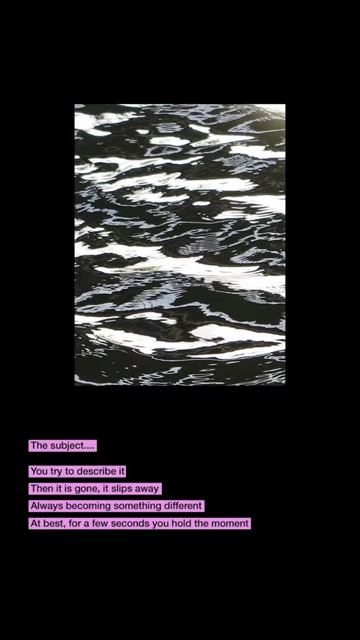 The subject....
You try to describe it
Then it is gone, it slips away
Always becoming something different
At best, for a few seconds you hold the moment